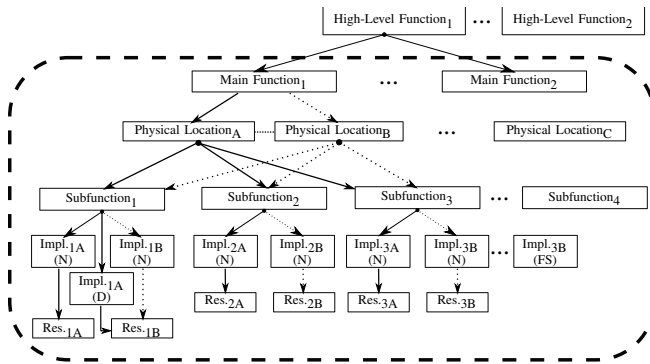 High-Level Function1 ... High-Level Function2
Main Function1 ... Main Function2
Physical LocationA Physical LocationB ... Physical LocationC
Subfunction1 Subfunction2 Subfunction3 ... Subfunction4
Impl.1A Impl.1B Impl.2A Impl.2B Impl.3A Impl.3B ... Impl.3B
(N) (N) (N) (N) (N) (N) (FS)
Impl.1A
(D)
Res.2A Res.2B Res.3A Res.3B
Res.1A Res.1B